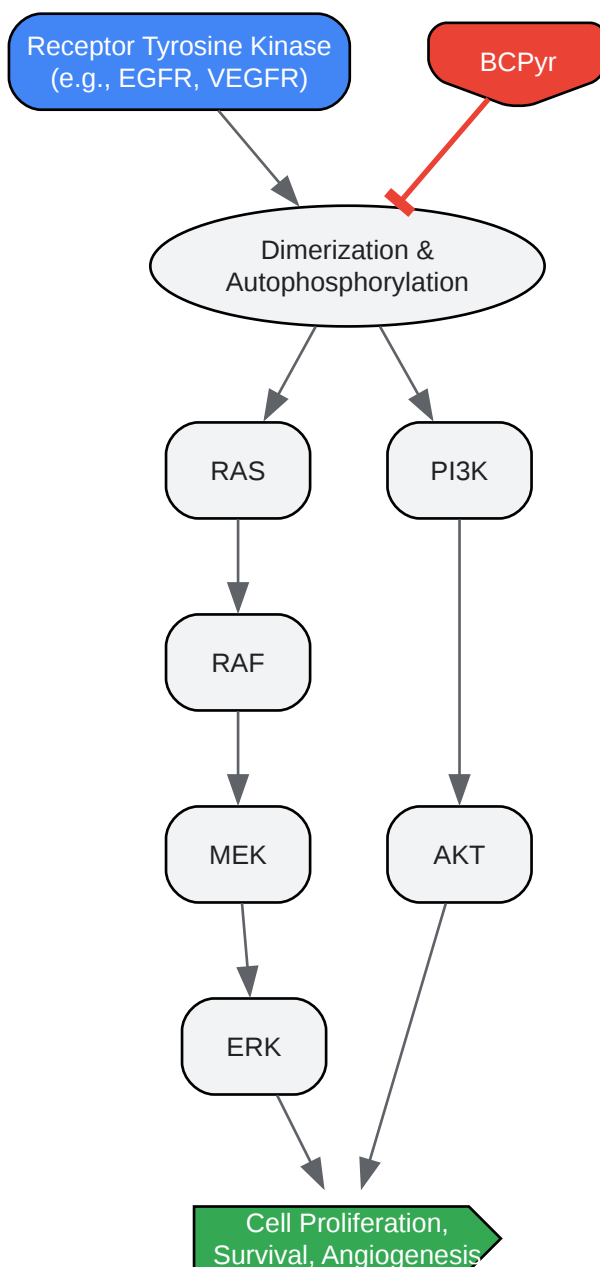 Receptor Tyrosine Kinase
(e.g., EGFR, VEGFR)
BCPyr
Dimerization &
Autophosphorylation
RAS
PI3K
RAF
MEK
AKT
ERK
Cell Proliferation,
Survival, Angiogenesis